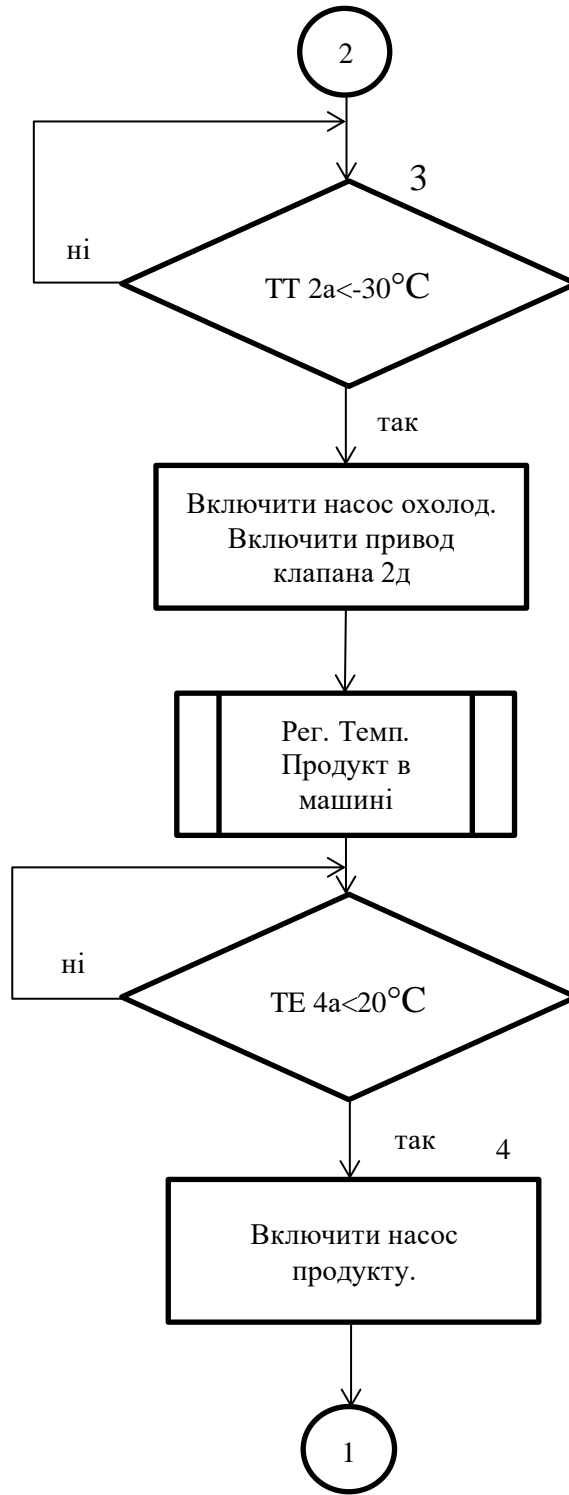 2
3
ні
ТТ 2а<-30°С
так
Включити насос охолод.
Включити привод
клапана 2д
Рег. Темп.
Продукт в
машині
ні
ТЕ 4а<20°С
так
4
Включити насос
продукту.
1